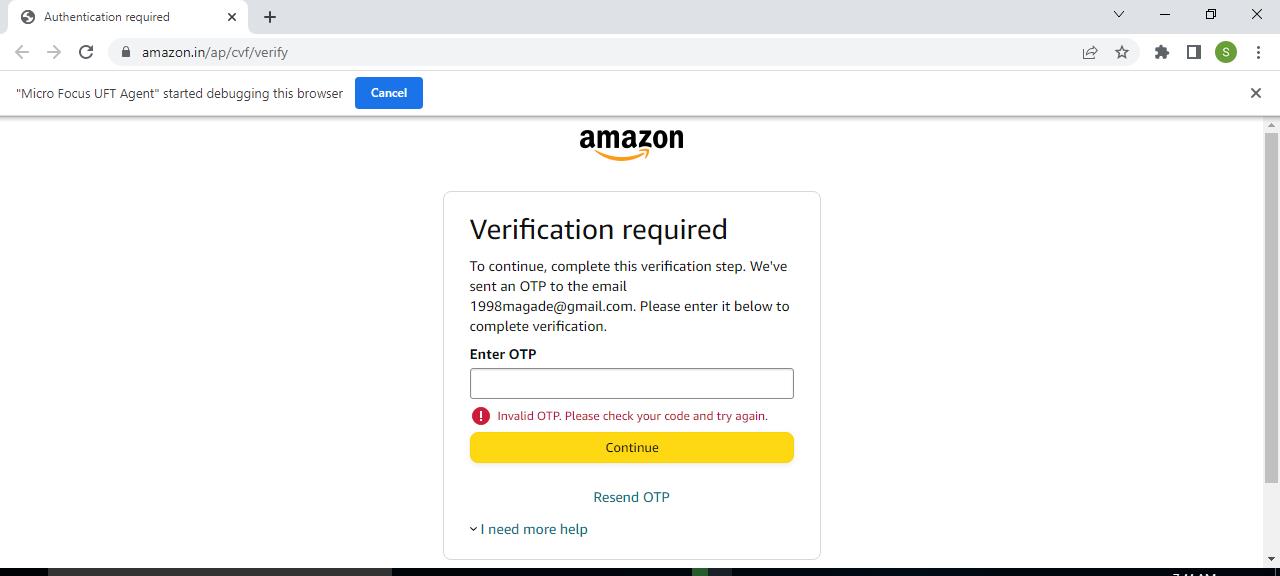 Authentication required
amazon.in/ap/cvf/verify
S
"Micro Focus UFT Agent" started debugging this browser
Cancel
amazon
Verification required
To continue, complete this verification step. We've
sent an OTP to the email
1998magade@gmail.com. Please enter it below to
complete verification.
Enter OTP
Invalid OTP. Please check your code and try again.
Continue
Resend OTP
I need more help